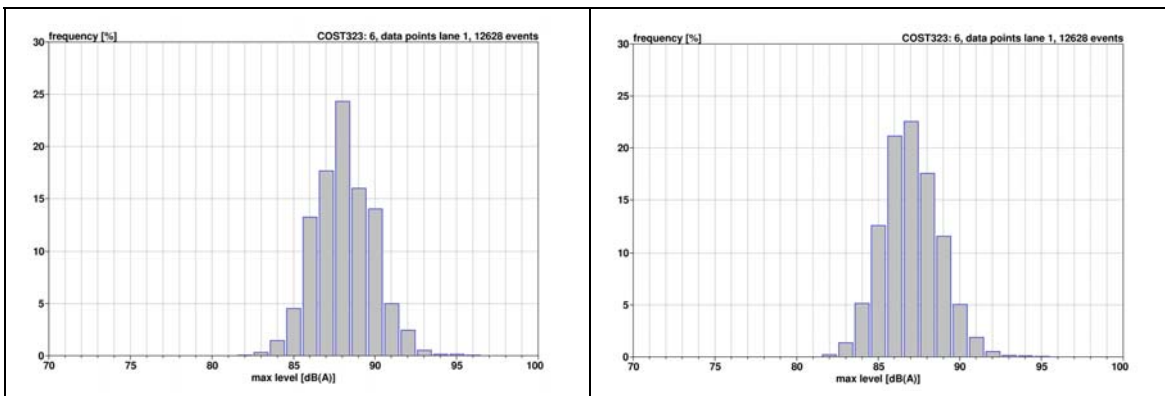 frequency [%] COST323: 6, data points lane 1, 12628 events
30
25
20
15
10
5
0
70 75 80 85 90 95 100
max level [dB(A)]
frequency [%] COST323: 6, data points lane 1, 12628 events
30
25
20
15
10
5
0
70 75 80 85 90 95 100
max level [dB(A)]